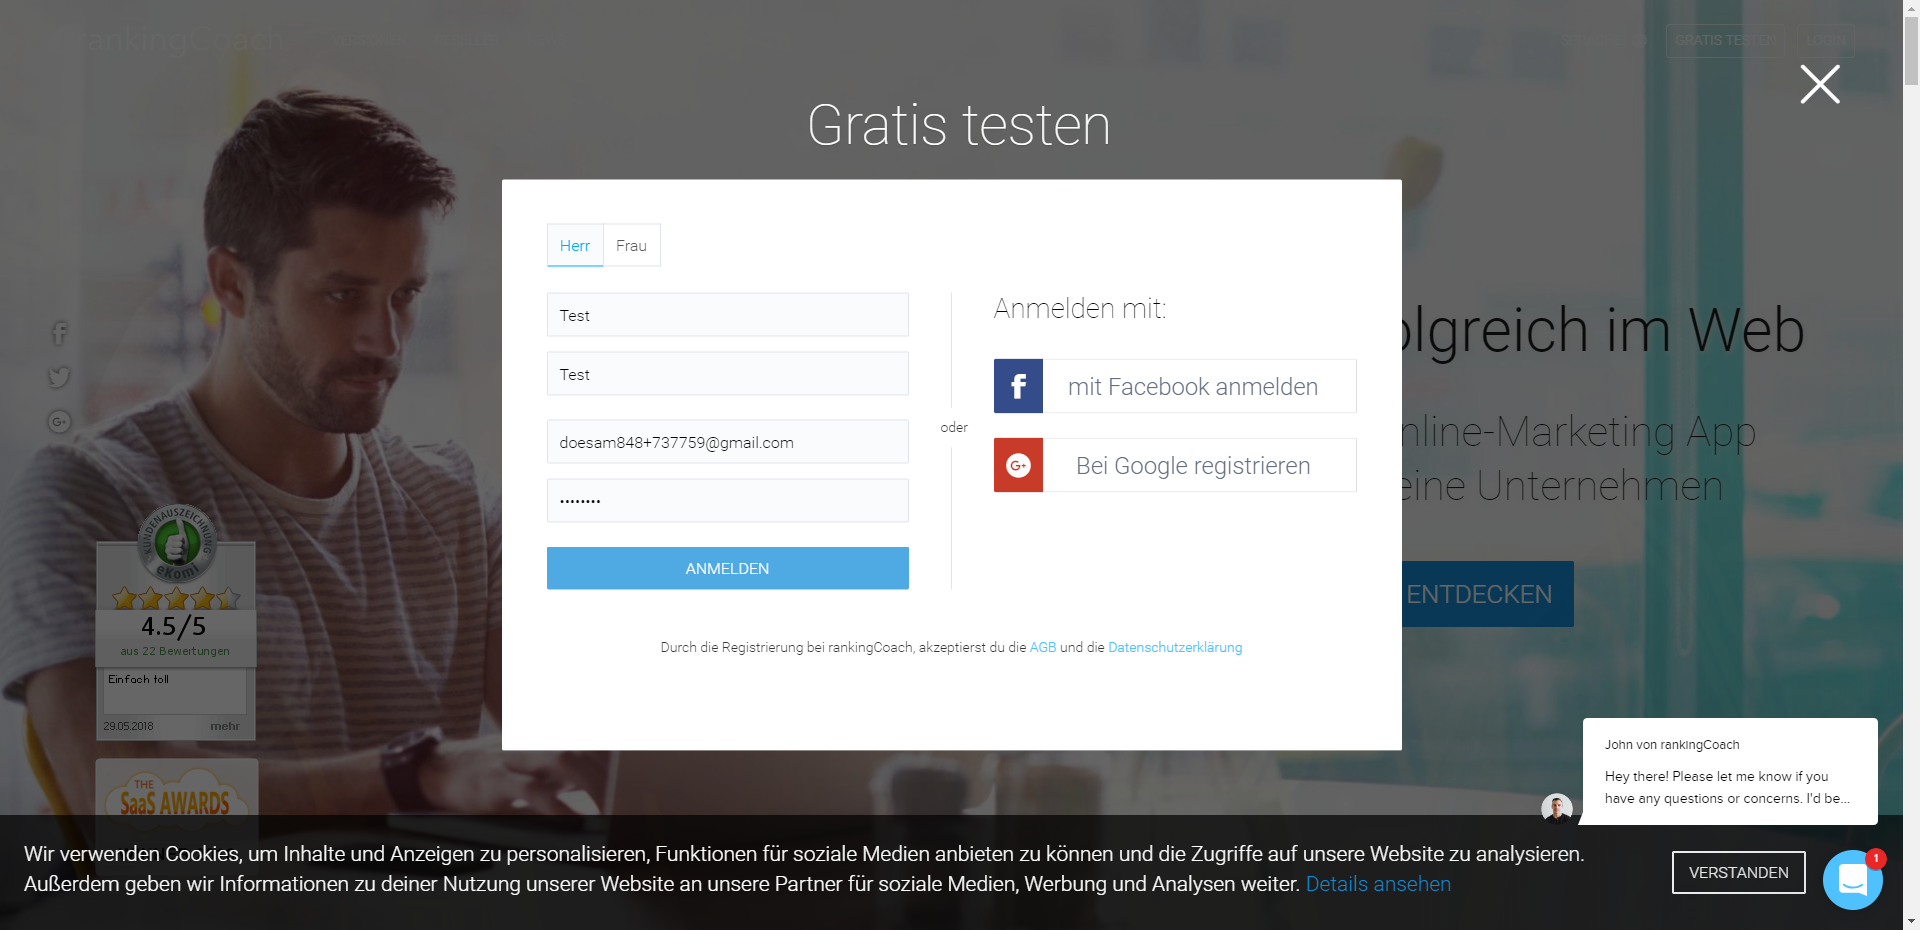 rankingCoach
GRATIS TESTEN
LOGIN
Gratis testen
Herr
Frau
Test
Test
doesam848+737759@gmail.com
••••••••
ANMELDEN
oder
Anmelden mit:
mit Facebook anmelden
Bei Google registrieren
Durch die Registrierung bei rankingCoach, akzeptierst du die AGB und die Datenschutzerklärung
olgreich im Web
nline-Marketing App
eine Unternehmen
ENTDECKEN
KUNDENAUSZEICHNUNG
eKomi
4.5/5
aus 22 Bewertungen
Einfach toll
29.05.2018 mehr
THE
SaaS AWARDS
John von rankingCoach
Hey there! Please let me know if you
have any questions or concerns. I'd be...
Wir verwenden Cookies, um Inhalte und Anzeigen zu personalisieren, Funktionen für soziale Medien anbieten zu können und die Zugriffe auf unsere Website zu analysieren.
Außerdem geben wir Informationen zu deiner Nutzung unserer Website an unsere Partner für soziale Medien, Werbung und Analysen weiter. Details ansehen
VERSTANDEN
1